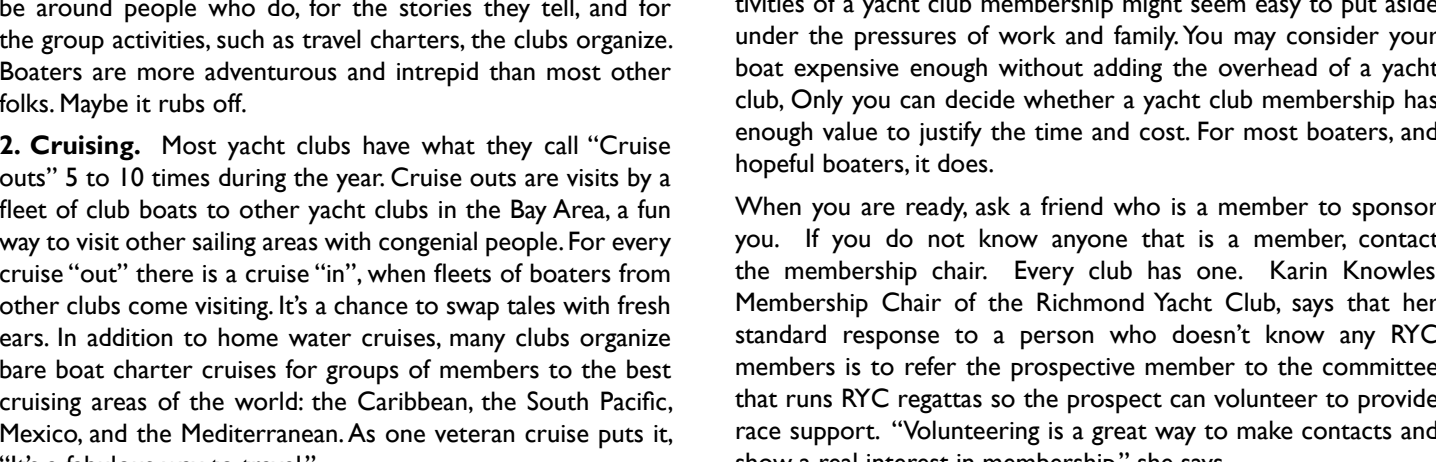 be around people who do, for the stories they tell, and for
the group activities, such as travel charters, the clubs organize.
Boaters are more adventurous and intrepid than most other
folks. Maybe it rubs off.
2. Cruising. Most yacht clubs have what they call “Cruise
outs” 5 to 10 times during the year. Cruise outs are visits by a
fleet of club boats to other yacht clubs in the Bay Area, a fun
way to visit other sailing areas with congenial people. For every
cruise “out” there is a cruise “in”, when fleets of boaters from
other clubs come visiting. It’s a chance to swap tales with fresh
ears. In addition to home water cruises, many clubs organize
bare boat charter cruises for groups of members to the best
cruising areas of the world: the Caribbean, the South Pacific,
Mexico, and the Mediterranean. As one veteran cruise puts it,
“It’s a fabulous way to travel.”
tivities of a yacht club membership might seem easy to put aside
under the pressures of work and family. You may consider your
boat expensive enough without adding the overhead of a yacht
club, Only you can decide whether a yacht club membership has
enough value to justify the time and cost. For most boaters, and
hopeful boaters, it does.
When you are ready, ask a friend who is a member to sponsor
you. If you do not know anyone that is a member, contact
the membership chair. Every club has one. Karin Knowles
Membership Chair of the Richmond Yacht Club, says that her
standard response to a person who doesn’t know any RYC
members is to refer the prospective member to the committee
that runs RYC regattas so the prospect can volunteer to provide
race support. “Volunteering is a great way to make contacts and
show a real interest in membership,” she says.